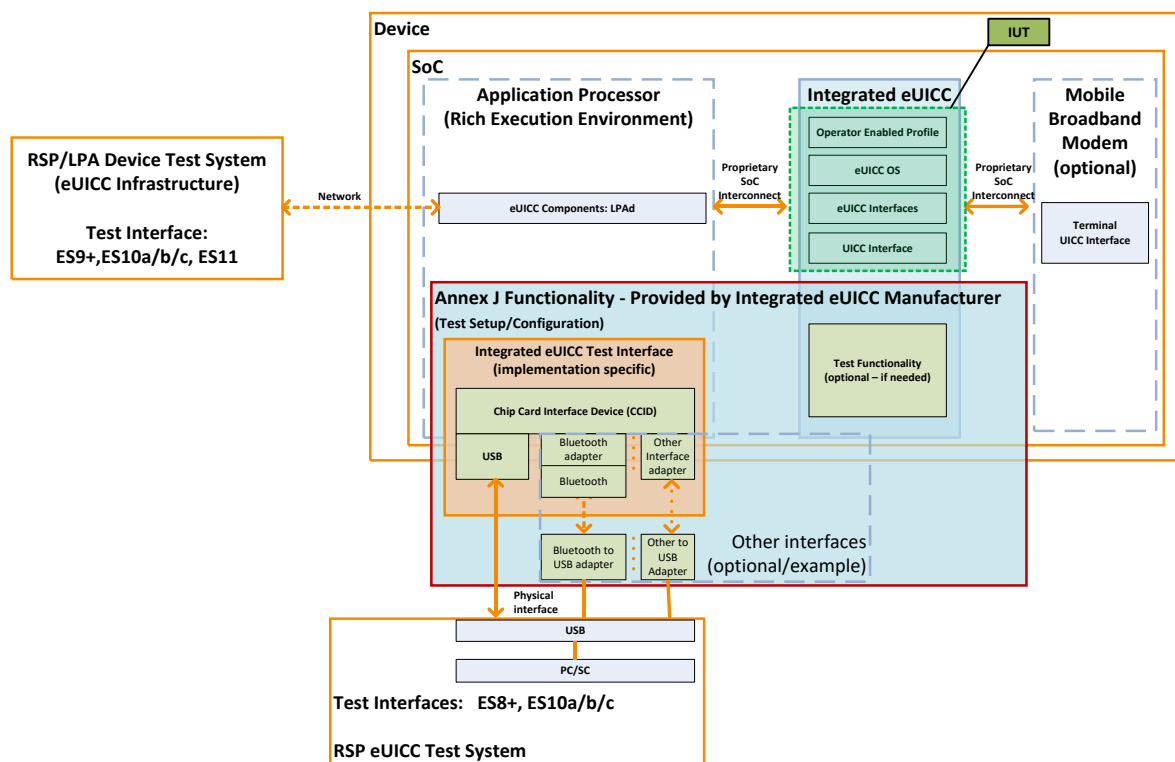 Device
IUT
SoC
Application Processor
(Rich Execution Environment)
Integrated eUICC
Mobile
Broadband
Modem
(optional)
Operator Enabled Profile
eUICC OS
eUICC Interfaces
UICC Interface
RSP/LPA Device Test System
(eUICC Infrastructure)
Test Interface:
ES9+,ES10a/b/c, ES11
Network
eUICC Components: LPAd
Proprietary
SoC
Interconnect
Proprietary
SoC
Interconnect
Terminal
UICC Interface
Annex J Functionality - Provided by Integrated eUICC Manufacturer
(Test Setup/Configuration)
Integrated eUICC Test Interface
(implementation specific)
Test Functionality
(optional – if needed)
Chip Card Interface Device (CCID)
USB
Bluetooth
adapter
Bluetooth
Other
Interface
adapter
Bluetooth to
USB adapter
Other to
USB
Adapter
Other interfaces
(optional/example)
Physical
interface
USB
PC/SC
Test Interfaces: ES8+, ES10a/b/c
RSP eUICC Test System